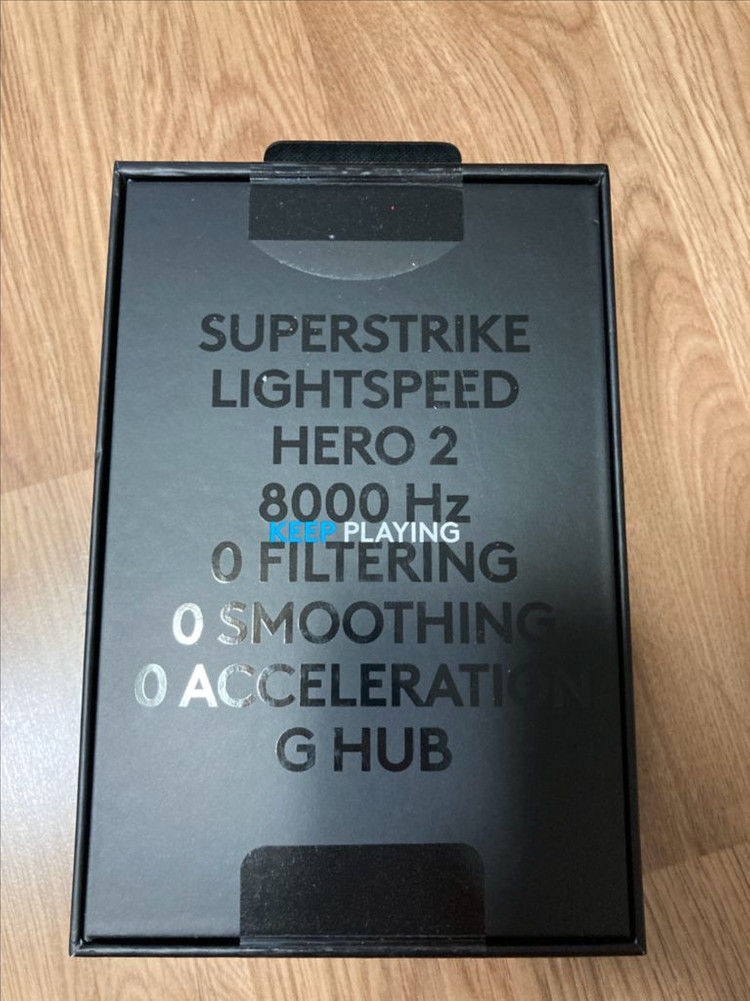 SUPERSTRIKE
LIGHTSPEED
HERO 2
8000 Hz
KEEP PLAYING
0 FILTERING
0 SMOOTHING
0 ACCELERATION
G HUB